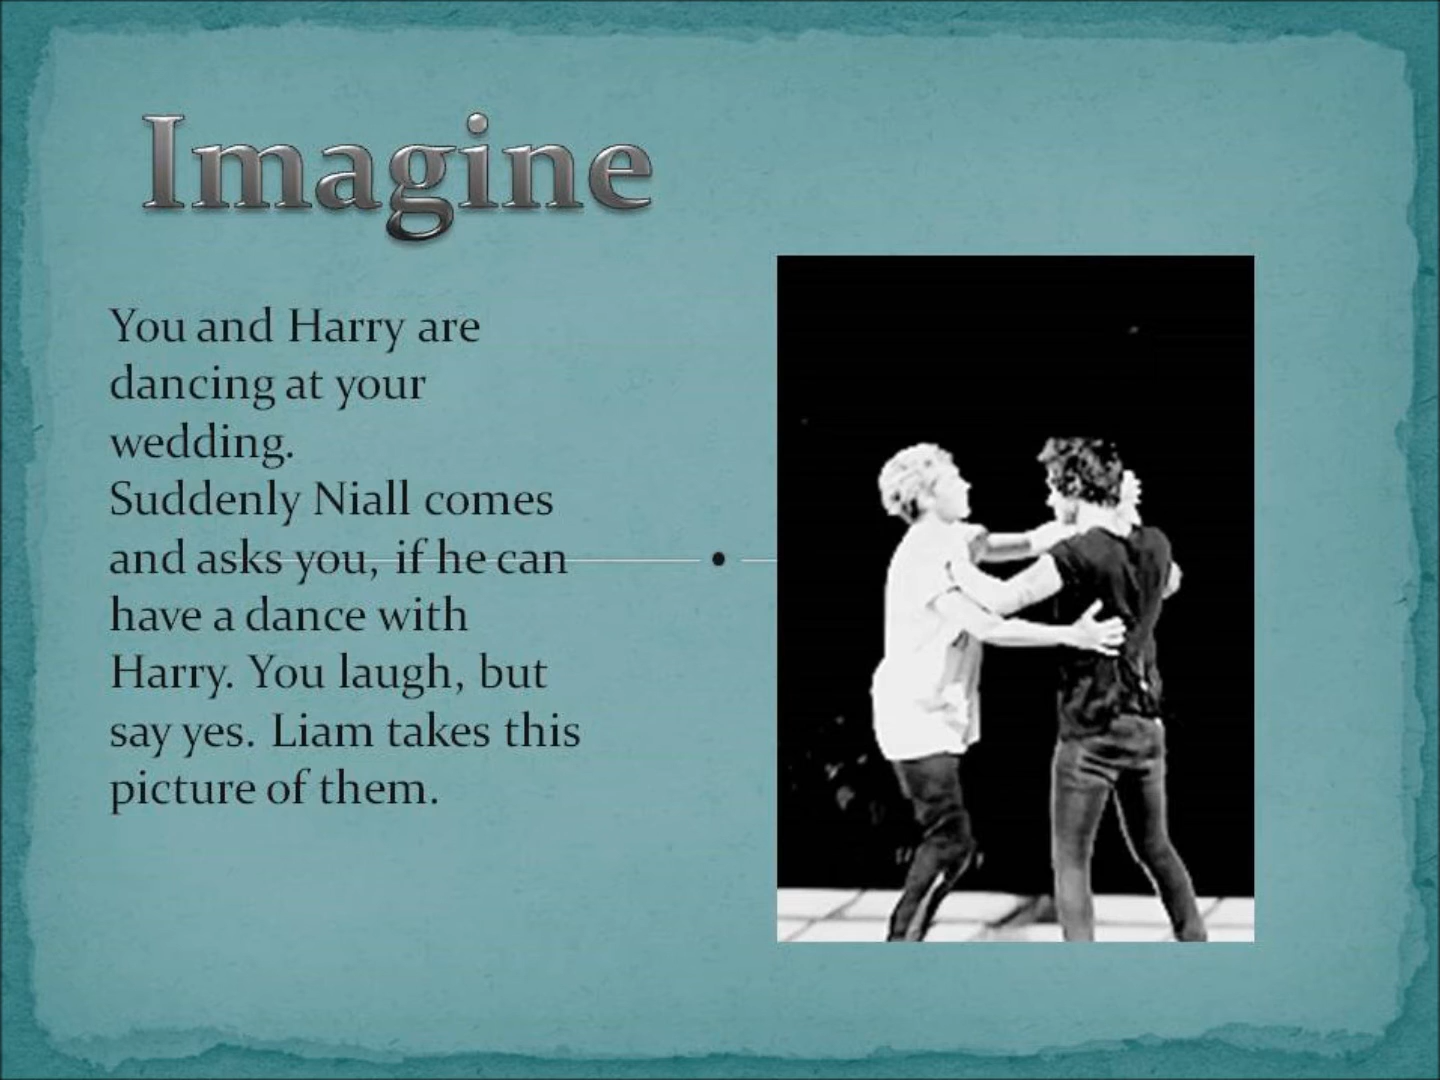 Imagine
You and Harry are
dancing at your
wedding.
Suddenly Niall comes
and asks you, if he can
have a dance with
Harry. You laugh, but
say yes. Liam takes this
picture of them.